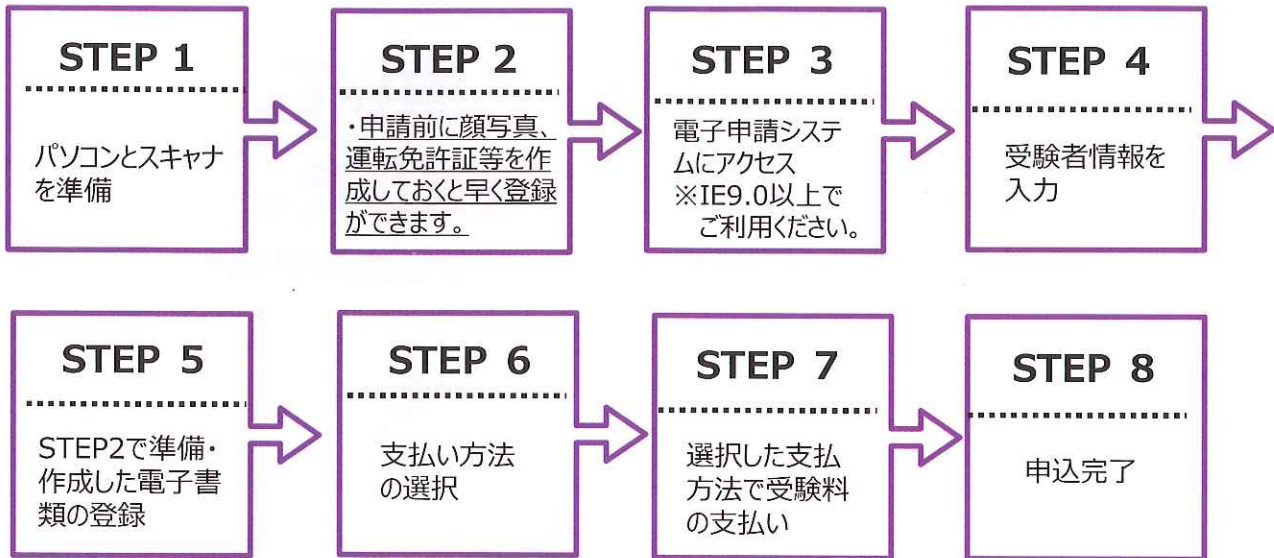 STEP 1
パソコンとスキャナ
を準備
STEP 2
・申請前に顔写真、
運転免許証等を作
成しておくと早く登録
ができます。
STEP 3
電子申請システ
ムにアクセス
※IE9.0以上で
ご利用ください。
STEP 4
受験者情報を
入力
STEP 5
STEP2で準備・
作成した電子書
類の登録
STEP 6
支払い方法
の選択
STEP 7
選択した支払
方法で受験料
の支払い
STEP 8
申込完了